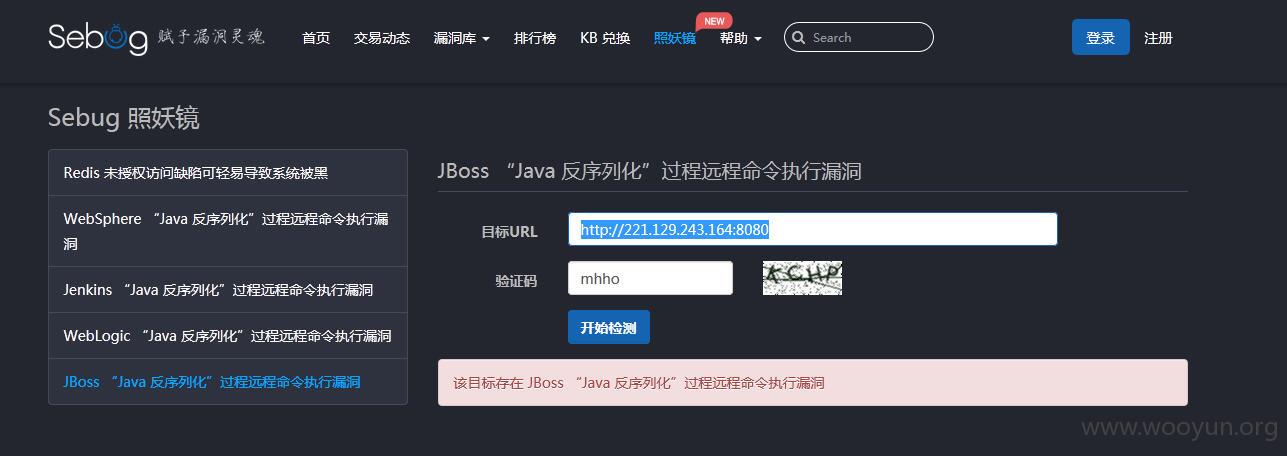 Sebug 赋予漏洞灵魂 首页 交易动态 漏洞库 排行榜 KB 兑换 照妖镜 NEW 帮助 Search 登录 注册
Sebug 照妖镜
Redis 未授权访问缺陷可轻易导致系统被黑
WebSphere “Java 反序列化”过程远程命令执行漏
洞
Jenkins “Java 反序列化”过程远程命令执行漏洞
WebLogic “Java 反序列化”过程远程命令执行漏洞
JBoss “Java 反序列化”过程远程命令执行漏洞
JBoss “Java 反序列化”过程远程命令执行漏洞
目标URL http://221.129.243.164:8080
验证码 mhho
开始检测
该目标存在 JBoss “Java 反序列化”过程远程命令执行漏洞
www.wooyun.org